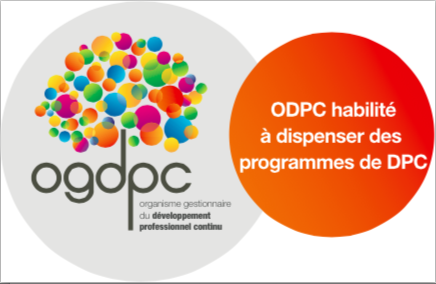 ogdpc
organisme gestionnaire
du développement
professionnel continu
ODPC habilité
à dispenser des
programmes de DPC